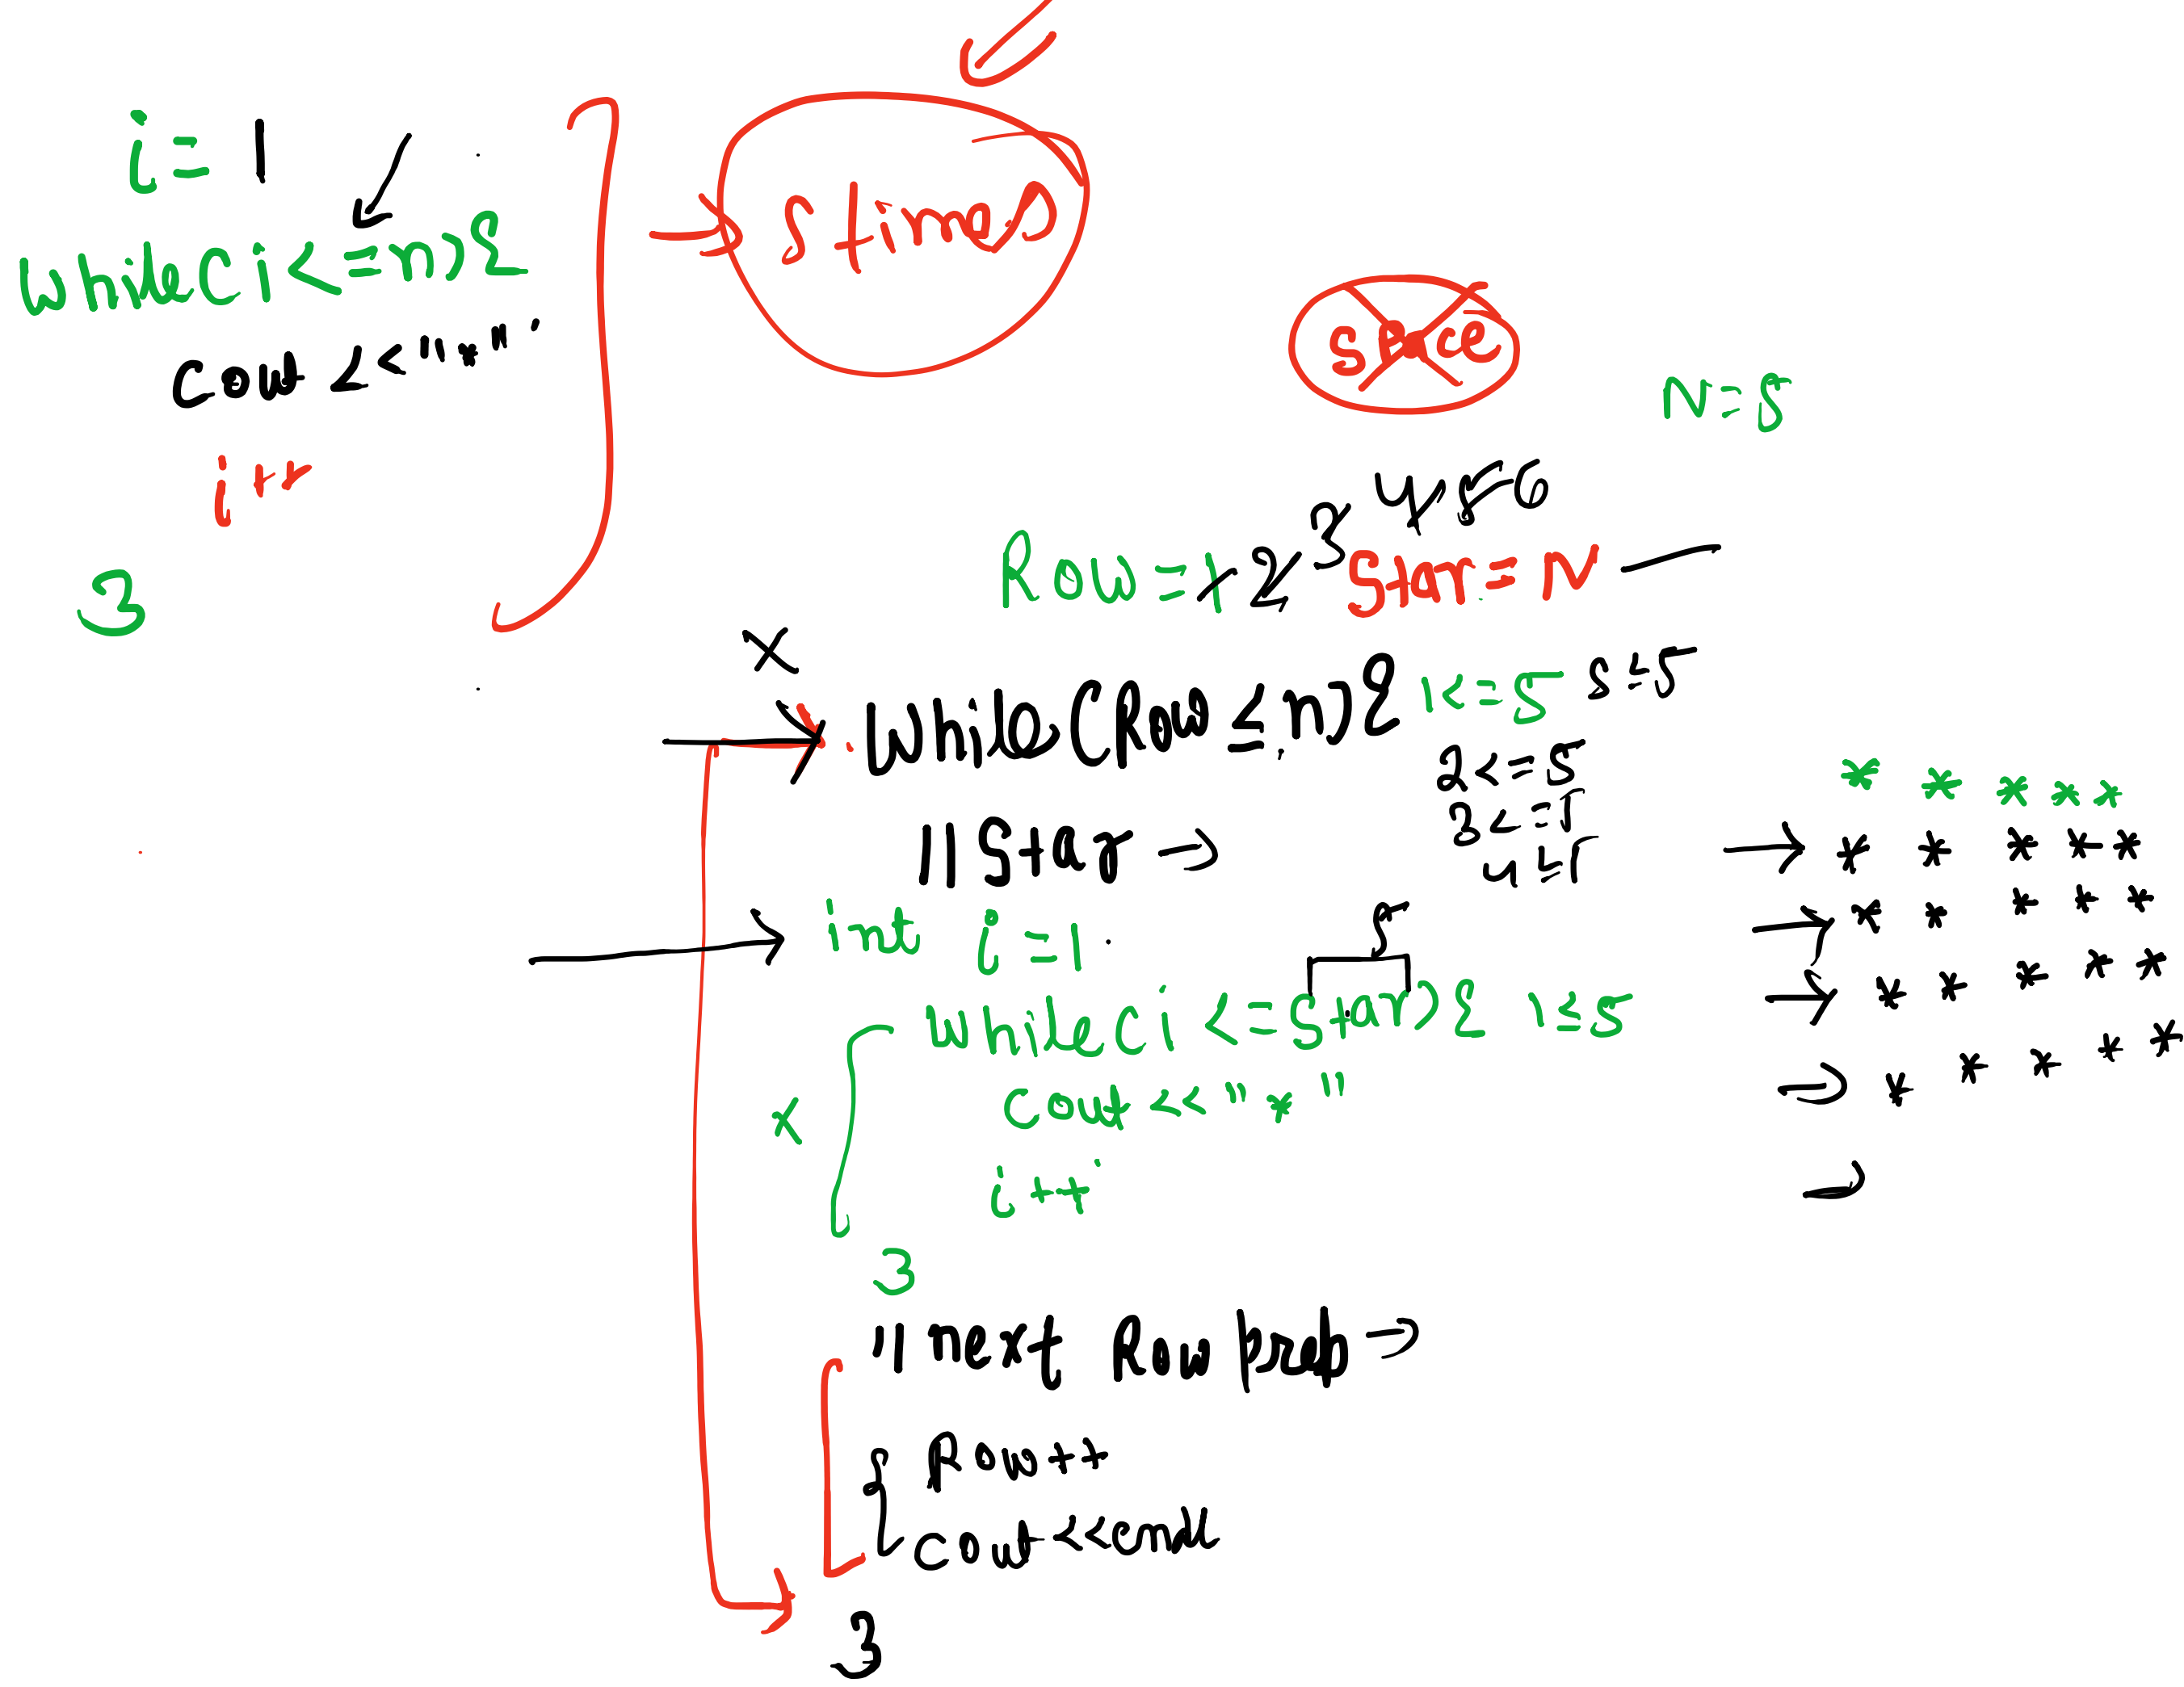 i = 1
while(i <= n){
cout << "*"
i++
}
5 times
space
N = 5
Row = 1 2 3 4 5 6
Star = N
while(Row ≤ n){
1 <= 5
5 <= 5
2 <= 5
3 <= 5
4 <= 5
// Star →
int i = 1
5
while(i <= star){ 1 ≤ 5
cout << "*"
i++
}
* * * * *
* * * * *
* * * * *
* * * * *
* * * * *
// next Row prep →
Row++
cout << endl
}